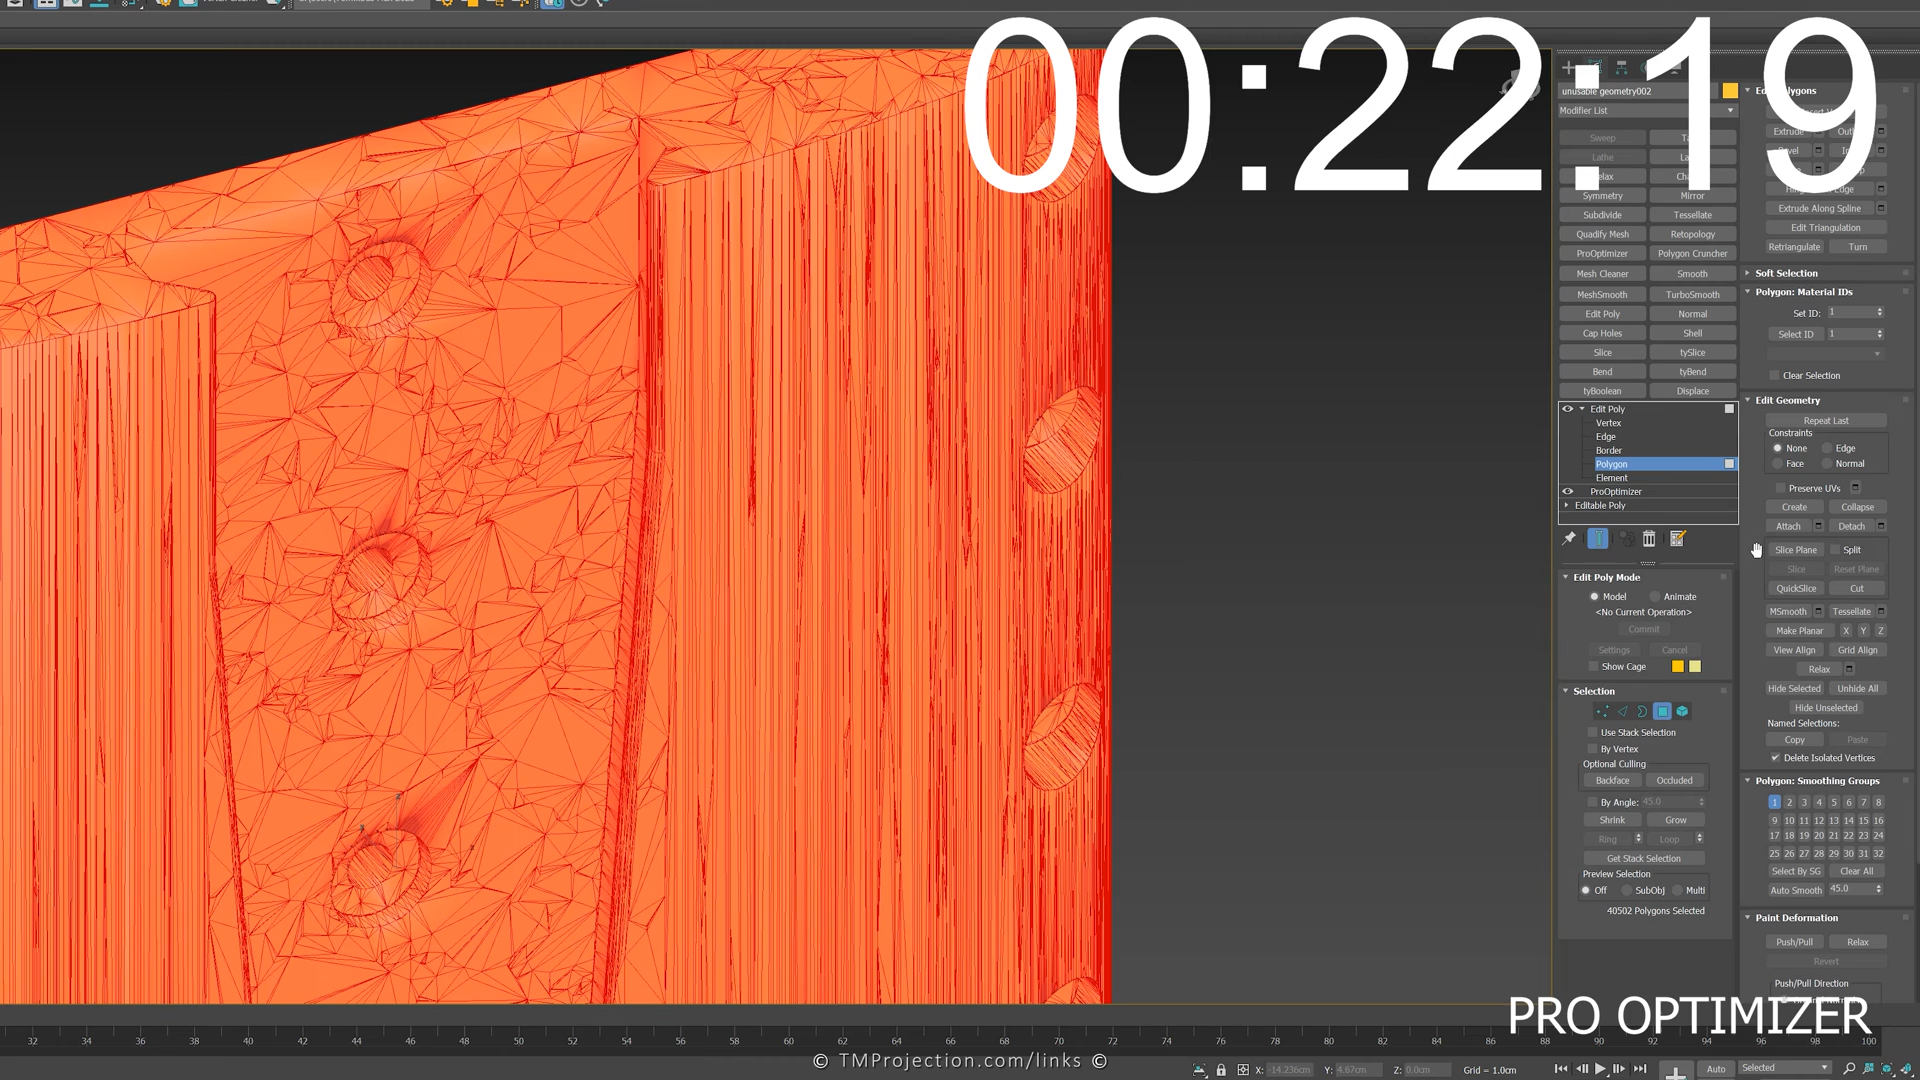 00:22:19
unusable geometry002
Modifier List
Sweep
Lathe
Relax
Symmetry Mirror
Subdivide Tessellate
Quadify Mesh Retopology
ProOptimizer Polygon Cruncher
Mesh Cleaner Smooth
MeshSmooth TurboSmooth
Edit Poly Normal
Cap Holes Shell
Slice tySlice
Bend tyBend
tyBoolean Displace
Edit Poly
Vertex
Edge
Border
Polygon
Element
ProOptimizer
Editable Poly
Edit Poly Mode
Model Animate
<No Current Operation>
Commit
Settings Cancel
Show Cage
Selection
Use Stack Selection
By Vertex
Optional Culling
Backface Occluded
By Angle: 45.0
Shrink Grow
Ring Loop
Get Stack Selection
Preview Selection
Off SubObj Multi
40502 Polygons Selected
Extrude
Edge
Extrude Along Spline
Edit Triangulation
Retriangulate Turn
Soft Selection
Polygon: Material IDs
Set ID: 1
Select ID 1
Clear Selection
Edit Geometry
Repeat Last
Constraints
None Edge
Face Normal
Preserve UVs
Create Collapse
Attach Detach
Slice Plane Split
Slice Reset Plane
QuickSlice Cut
MSmooth Tessellate
Make Planar X Y Z
View Align Grid Align
Relax
Hide Selected Unhide All
Hide Unselected
Named Selections:
Copy Paste
Delete Isolated Vertices
Polygon: Smoothing Groups
1 2 3 4 5 6 7 8
9 10 11 12 13 14 15 16
17 18 19 20 21 22 23 24
25 26 27 28 29 30 31 32
Select By SG Clear All
Auto Smooth 45.0
Paint Deformation
Push/Pull Relax
Revert
Push/Pull Direction
PRO OPTIMIZER
32 34 36 38 40 42 44 46 48 50 52 54 56 58 60 62 64 66 68 70 72 74 76 78 80 82 84 86 88 90 92 94 96 98 100
© TMProjection.com/links ©
X: -14.236cm Y: 4.67cm Z: 0.0cm Grid = 1.0cm
Auto Selected